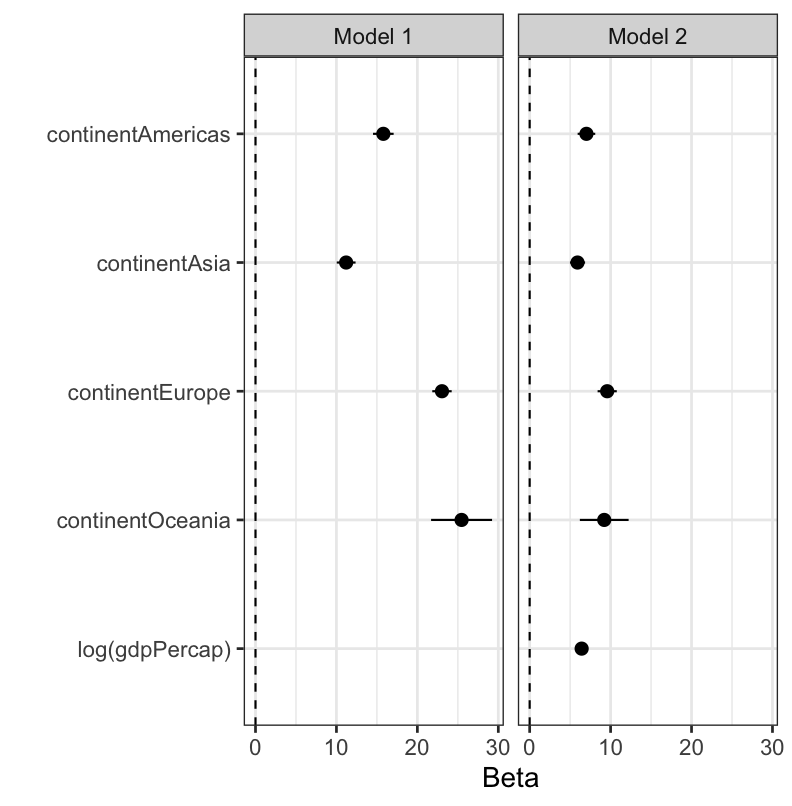 Model 1 Model 2
continentAmericas
continentAsia
continentEurope
continentOceania
log(gdpPercap)
0 10 20 30 0 10 20 30
Beta